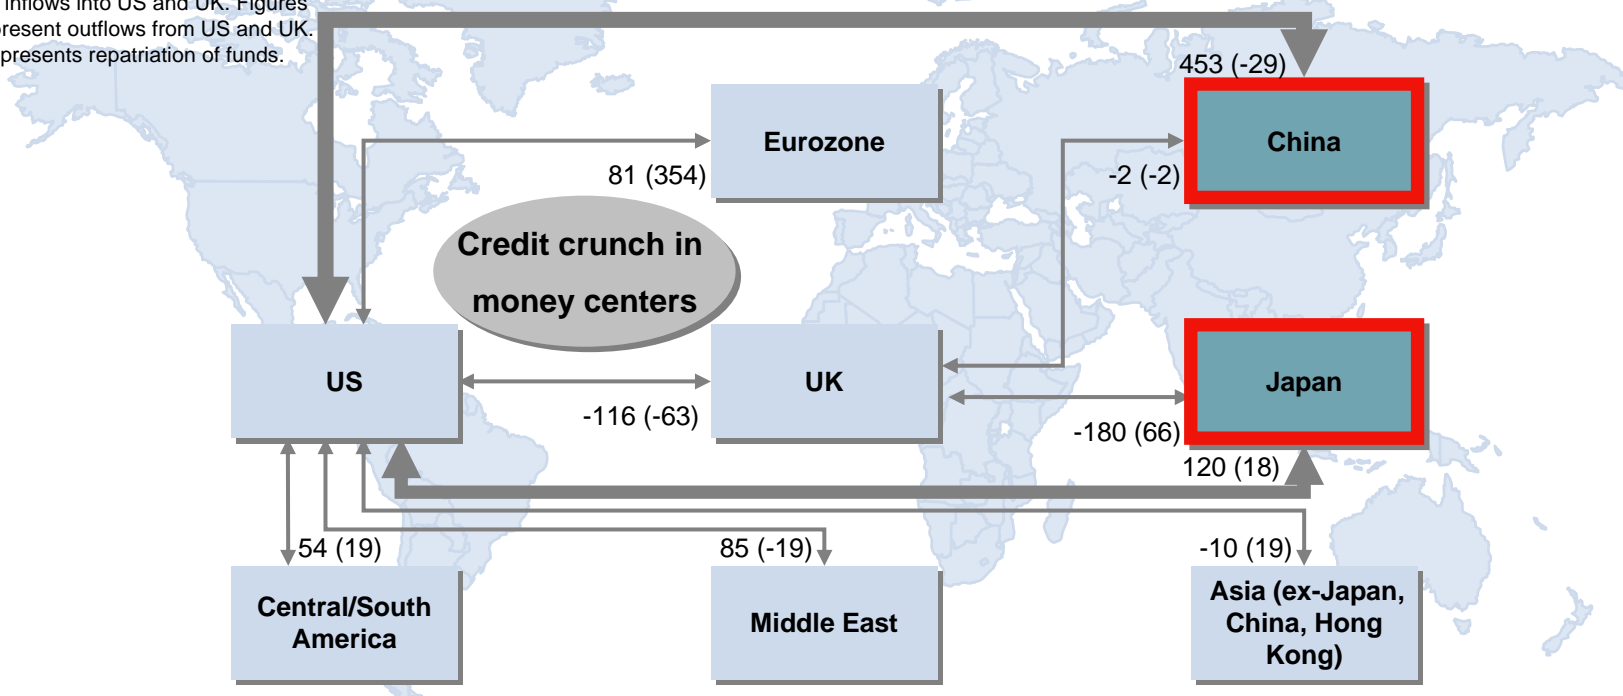 inflows into US and UK. Figures
present outflows from US and UK.
presents repatriation of funds.
453 (-29)
Eurozone
China
81 (354)
-2 (-2)
Credit crunch in
money centers
US
UK
Japan
-116 (-63)
-180 (66)
120 (18)
54 (19)
85 (-19)
-10 (19)
Central/South
America
Middle East
Asia (ex-Japan,
China, Hong
Kong)